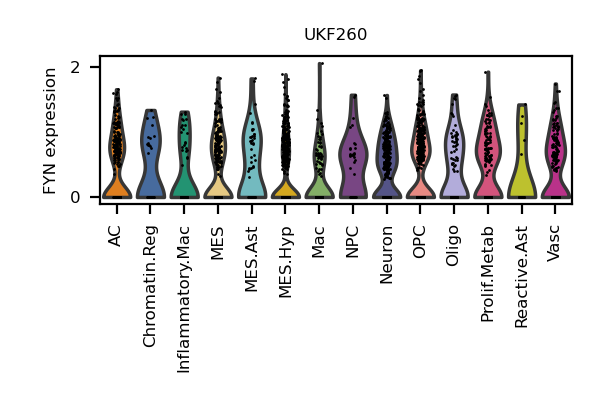 UKF260
FYN expression
2
0
AC
Chromatin.Reg
Inflammatory.Mac
MES
MES.Ast
MES.Hyp
Mac
NPC
Neuron
OPC
Oligo
Prolif.Metab
Reactive.Ast
Vasc